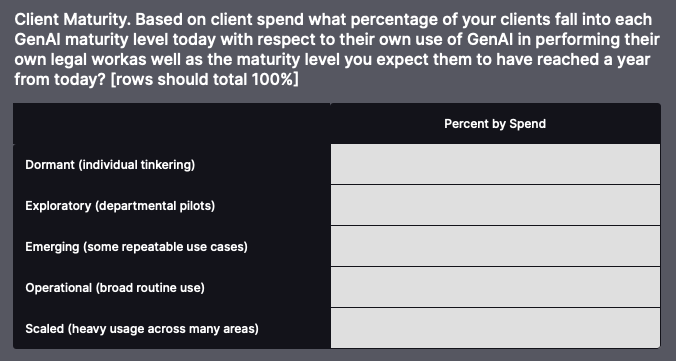 Client Maturity. Based on client spend what percentage of your clients fall into each
GenAI maturity level today with respect to their own use of GenAI in performing their
own legal workas well as the maturity level you expect them to have reached a year
from today? [rows should total 100%]
Percent by Spend
Dormant (individual tinkering)
Exploratory (departmental pilots)
Emerging (some repeatable use cases)
Operational (broad routine use)
Scaled (heavy usage across many areas)